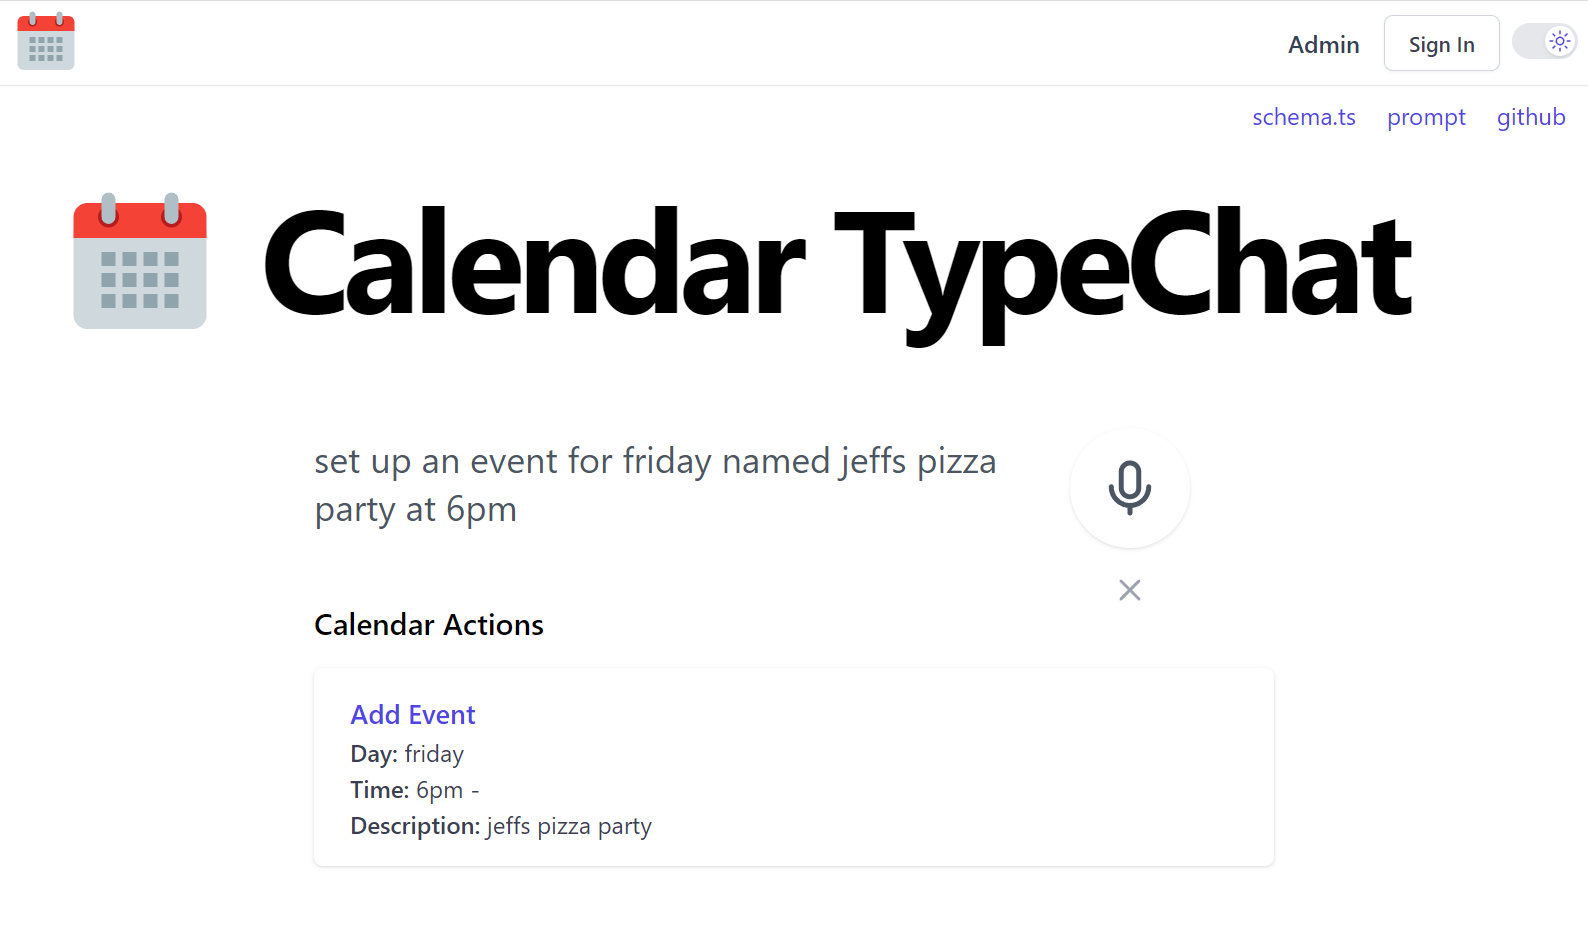 Admin
Sign In
schema.ts
prompt
github
Calendar TypeChat
set up an event for friday named jeffs pizza
party at 6pm
Calendar Actions
Add Event
Day: friday
Time: 6pm -
Description: jeffs pizza party